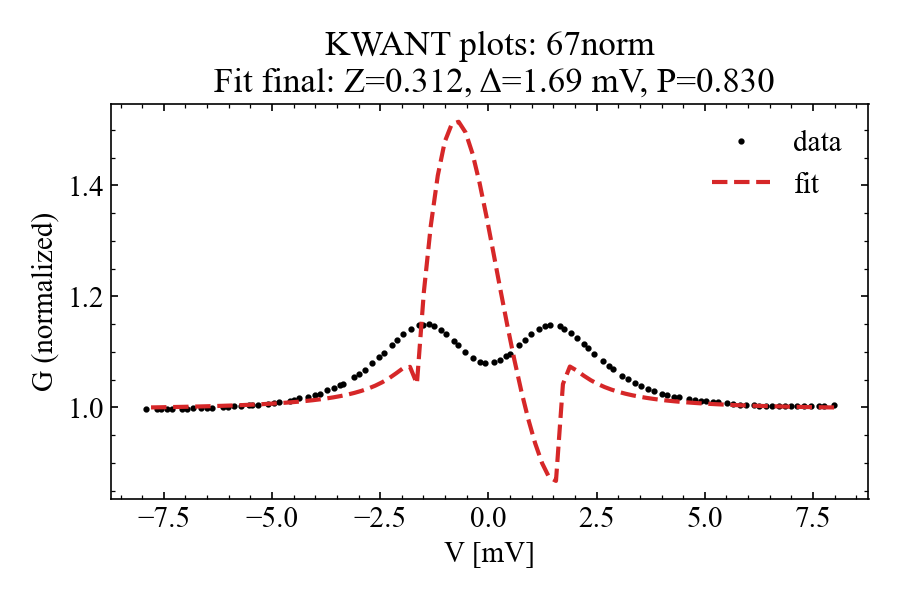 KWANT plots: 67norm
Fit final: Z=0.312, Δ=1.69 mV, P=0.830
data
fit
G (normalized)
1.4
1.2
1.0
−7.5 −5.0 −2.5 0.0 2.5 5.0 7.5
V [mV]